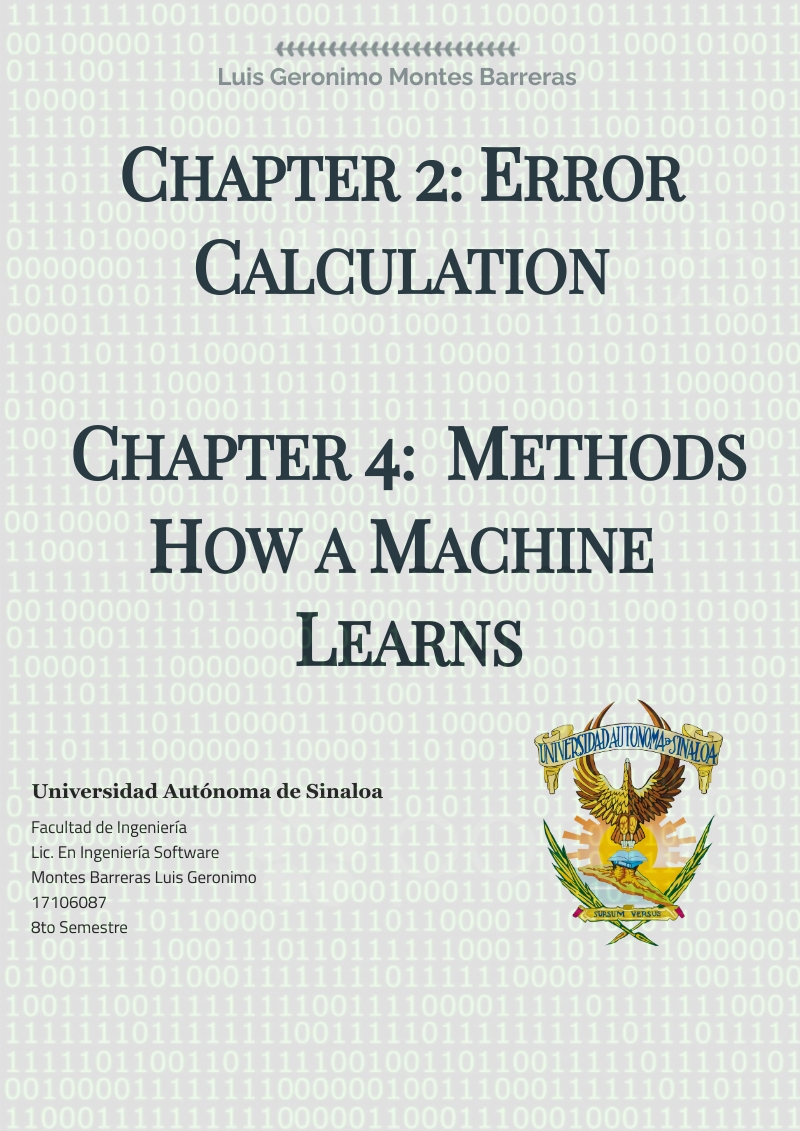 Luis Geronimo Montes Barreras
CHAPTER 2: ERROR
CALCULATION
CHAPTER 4: METHODS
HOW A MACHINE
LEARNS
UNIVERSIDAD AUTONOMA DE SINALOA
Universidad Autónoma de Sinaloa
Facultad de Ingeniería
Lic. En Ingeniería Software
Montes Barreras Luis Geronimo
17106087
8to Semestre
SURSUM VERSUS